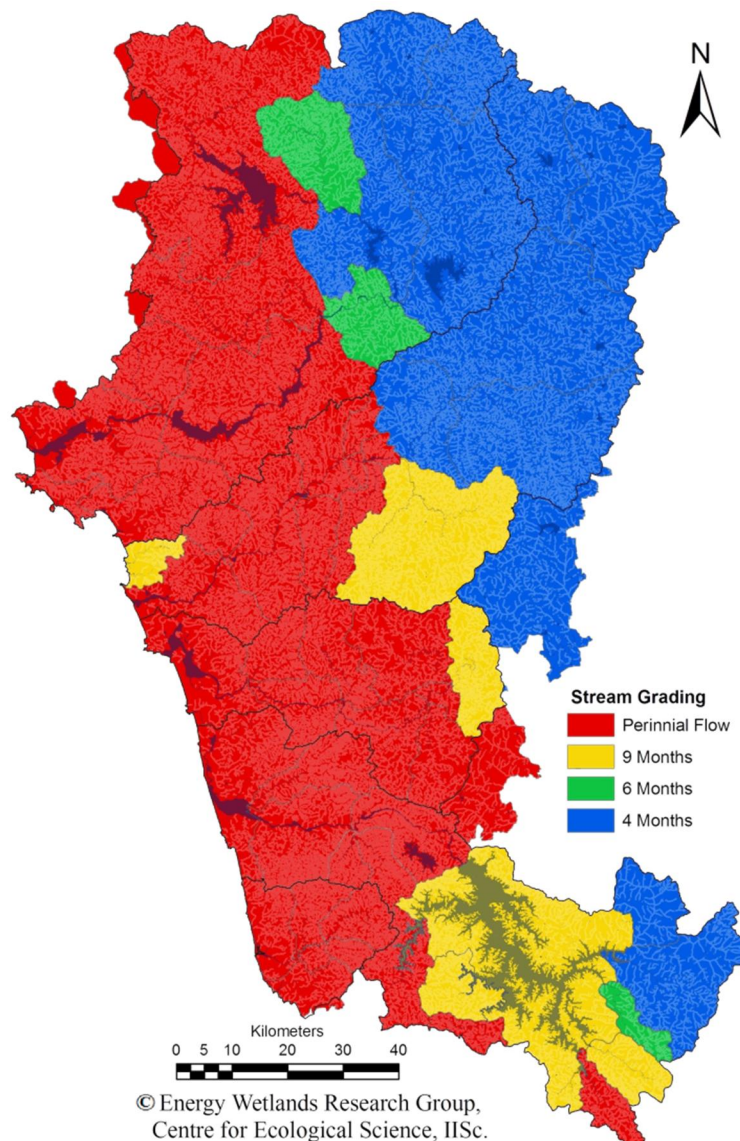 N
Stream Grading
Perinnial Flow
9 Months
6 Months
4 Months
Kilometers
0 5 10 20 30 40
© Energy Wetlands Research Group,
Centre for Ecological Science, IISc.